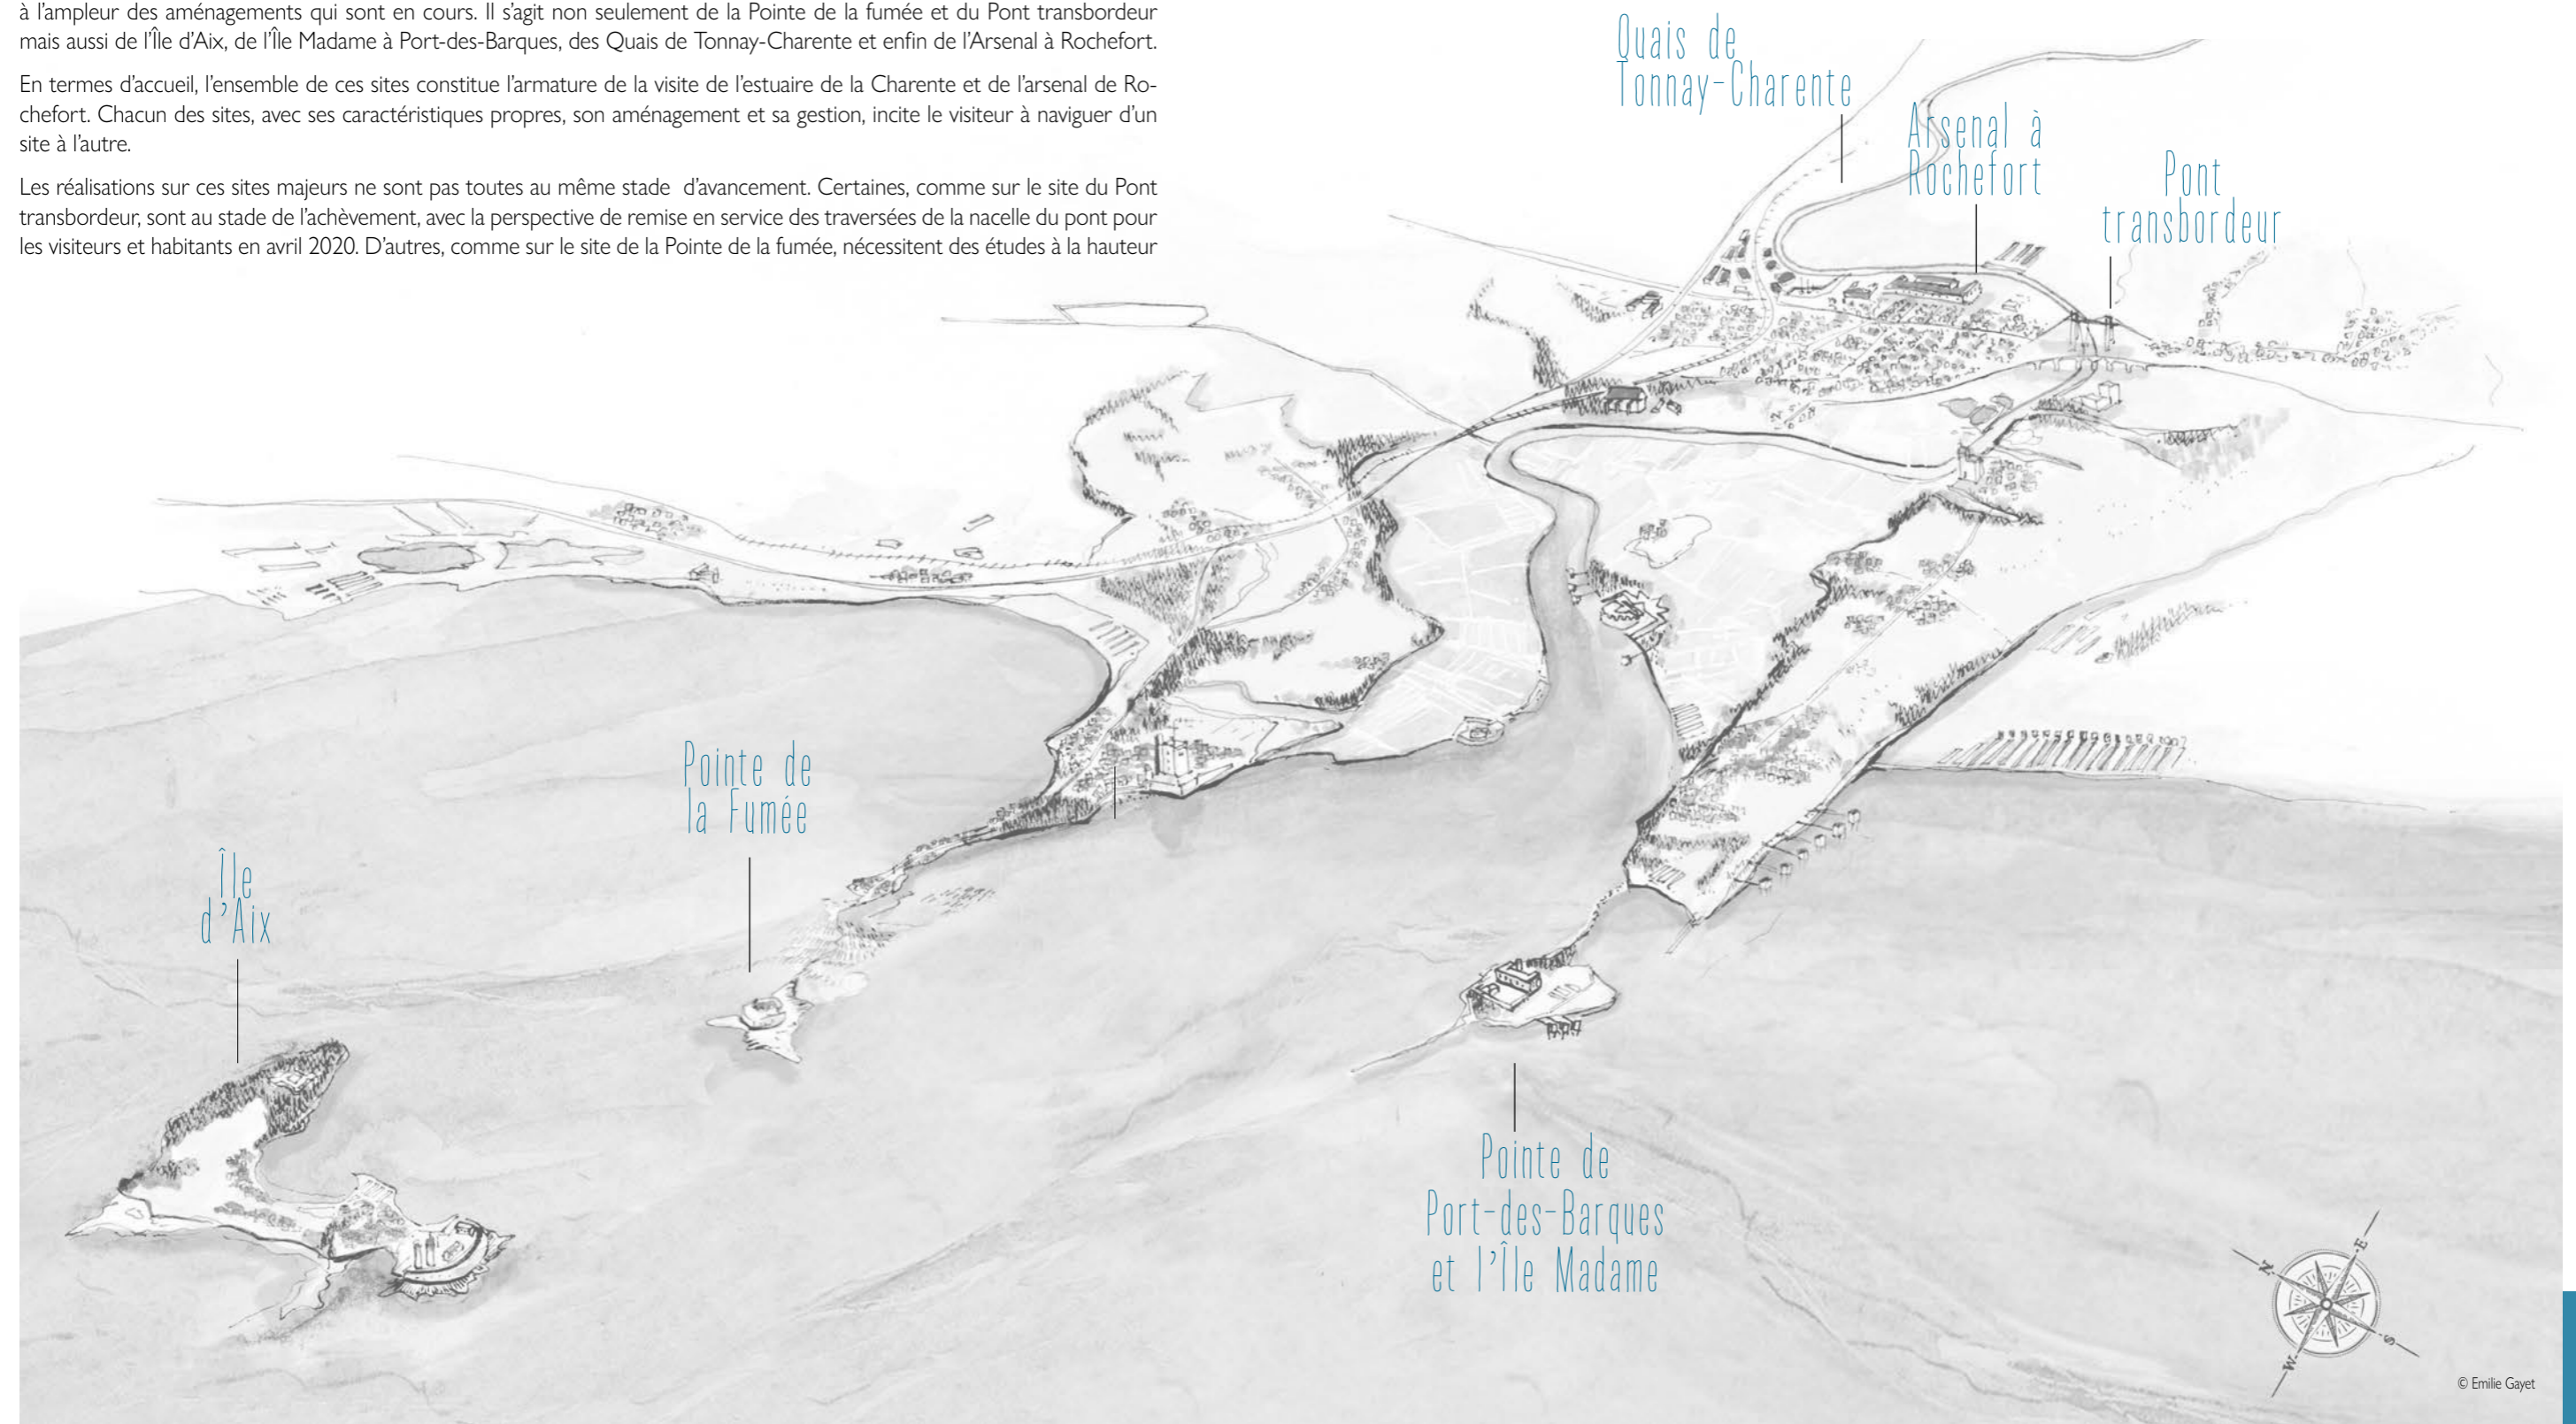 à l’ampleur des aménagements qui sont en cours. Il s’agit non seulement de la Pointe de la fumée et du Pont transbordeur
mais aussi de l’Île d’Aix, de l’Île Madame à Port-des-Barques, des Quais de Tonnay-Charente et enfin de l’Arsenal à Rochefort.
En termes d’accueil, l’ensemble de ces sites constitue l’armature de la visite de l’estuaire de la Charente et de l’arsenal de Ro-
chefort. Chacun des sites, avec ses caractéristiques propres, son aménagement et sa gestion, incite le visiteur à naviguer d’un
site à l’autre.
Les réalisations sur ces sites majeurs ne sont pas toutes au même stade  d’avancement. Certaines, comme sur le site du Pont
transbordeur, sont au stade de l’achèvement, avec la perspective de remise en service des traversées de la nacelle du pont pour
les visiteurs et habitants en avril 2020. D’autres, comme sur le site de la Pointe de la fumée, nécessitent des études à la hauteur
Quais de
Tonnay-Charente
Arsenal à
Rochefort
Pont
transbordeur
Pointe de
la Fumée
Île
d’Aix
Pointe de
Port-des-Barques
et l’Île Madame
N
E
S
W
© Emilie Gayet